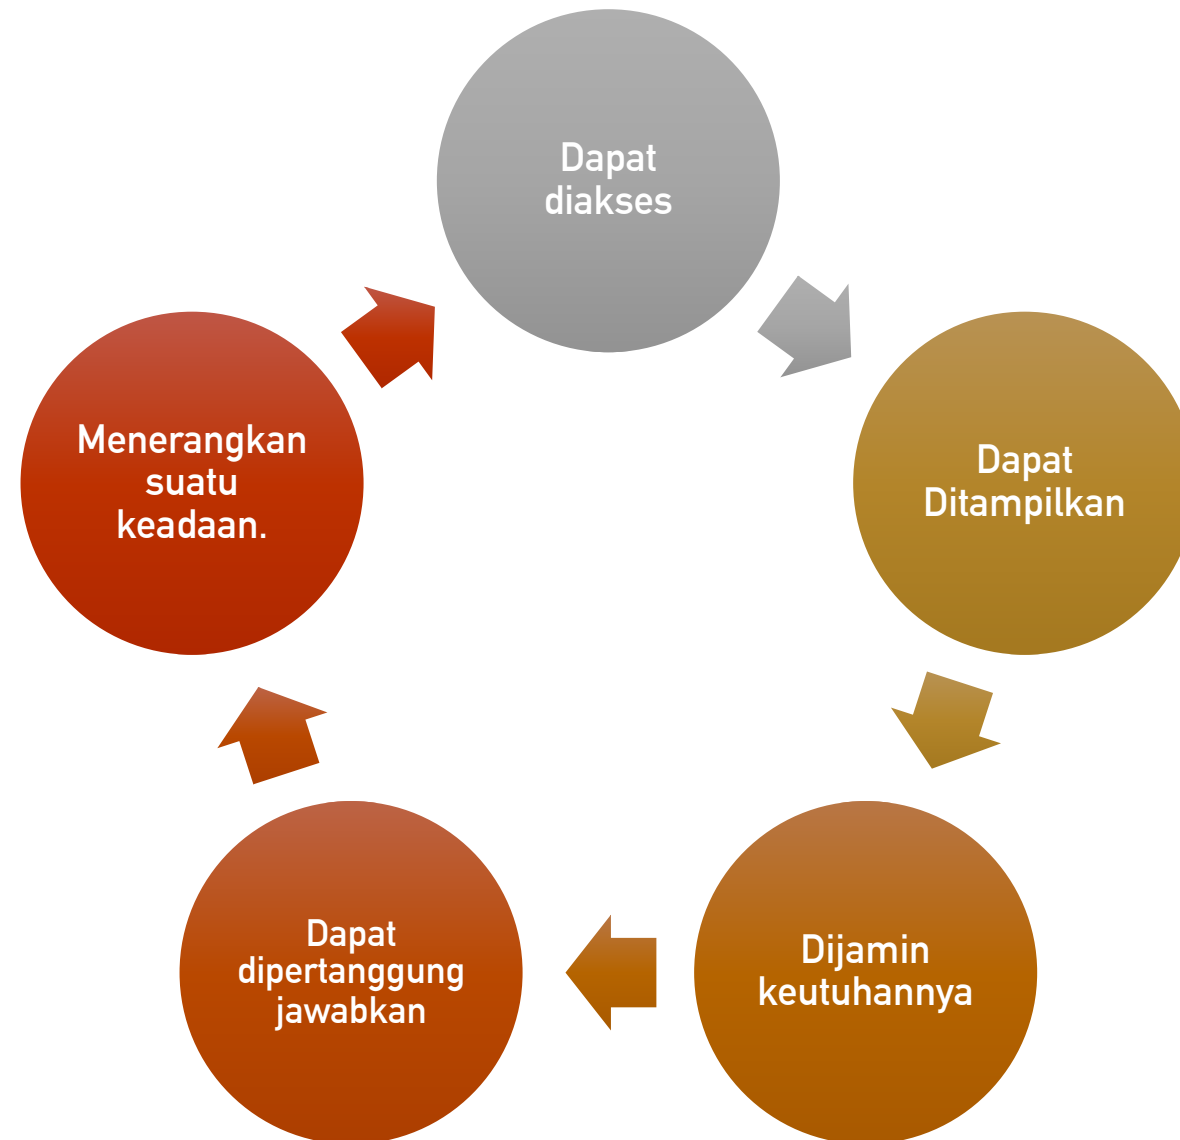 Dapat
diakses
Dapat
Ditampilkan
Dijamin
keutuhannya
Dapat
dipertanggung
jawabkan
Menerangkan
suatu
keadaan.